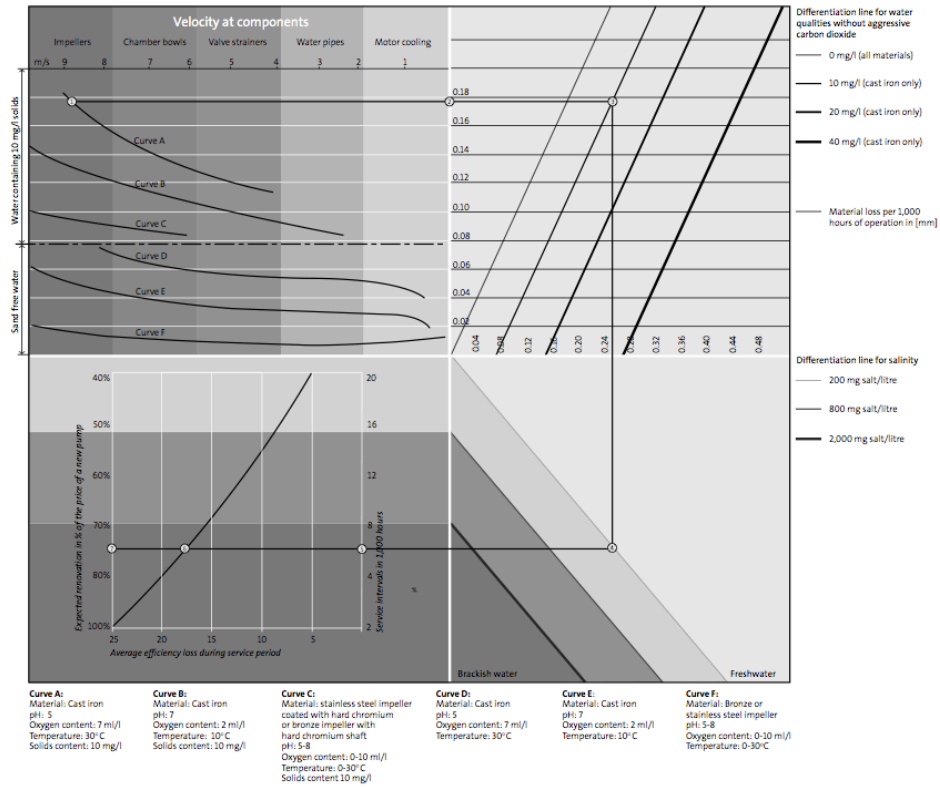 Velocity at components
Impellers Chamber bowls Valve strainers Water pipes Motor cooling
m/s 9 8 7 6 5 4 3 2 1
Water containing 10 mg/l solids
Sand free water
Curve A
Curve B
Curve C
Curve D
Curve E
Curve F
1 2 3
0.18
0.16
0.14
0.12
0.10
0.08
0.06
0.04
0.02
0.04 0.08 0.12 0.16 0.20 0.24 0.28 0.32 0.36 0.40 0.44 0.48
Differentiation line for water
qualities without aggressive
carbon dioxide
0 mg/l (all materials)
10 mg/l (cast iron only)
20 mg/l (cast iron only)
40 mg/l (cast iron only)
Material loss per 1,000
hours of operation in [mm]
Differentiation line for salinity
200 mg salt/litre
800 mg salt/litre
2,000 mg salt/litre
Expected renovation in % of the price of a new pump
40%
50%
60%
70%
80%
100%
20
16
12
8
4
2
Service intervals in 1,000 hours
7 6 5 4
%
25 20 15 10 5
Average efficiency loss during service period
Brackish water
Freshwater
Curve A:
Material: Cast iron
pH: 5
Oxygen content: 7 ml/l
Temperature: 30°C
Solids content: 10 mg/l
Curve B:
Material: Cast iron
pH: 7
Oxygen content: 2 ml/l
Temperature: 10°C
Solids content: 10 mg/l
Curve C:
Material: stainless steel impeller
coated with hard chromium
or bronze impeller with
hard chromium shaft
pH: 5-8
Oxygen content: 0-10 ml/l
Temperature: 0-30°C
Solids content 10 mg/l
Curve D:
Material: Cast iron
pH: 5
Oxygen content: 7 ml/l
Temperature: 30°C
Curve E:
Material: Cast iron
pH: 7
Oxygen content: 2 ml/l
Temperature: 10°C
Curve F:
Material: Bronze or
stainless steel impeller
pH: 5-8
Oxygen content: 0-10 ml/l
Temperature: 0-30°C